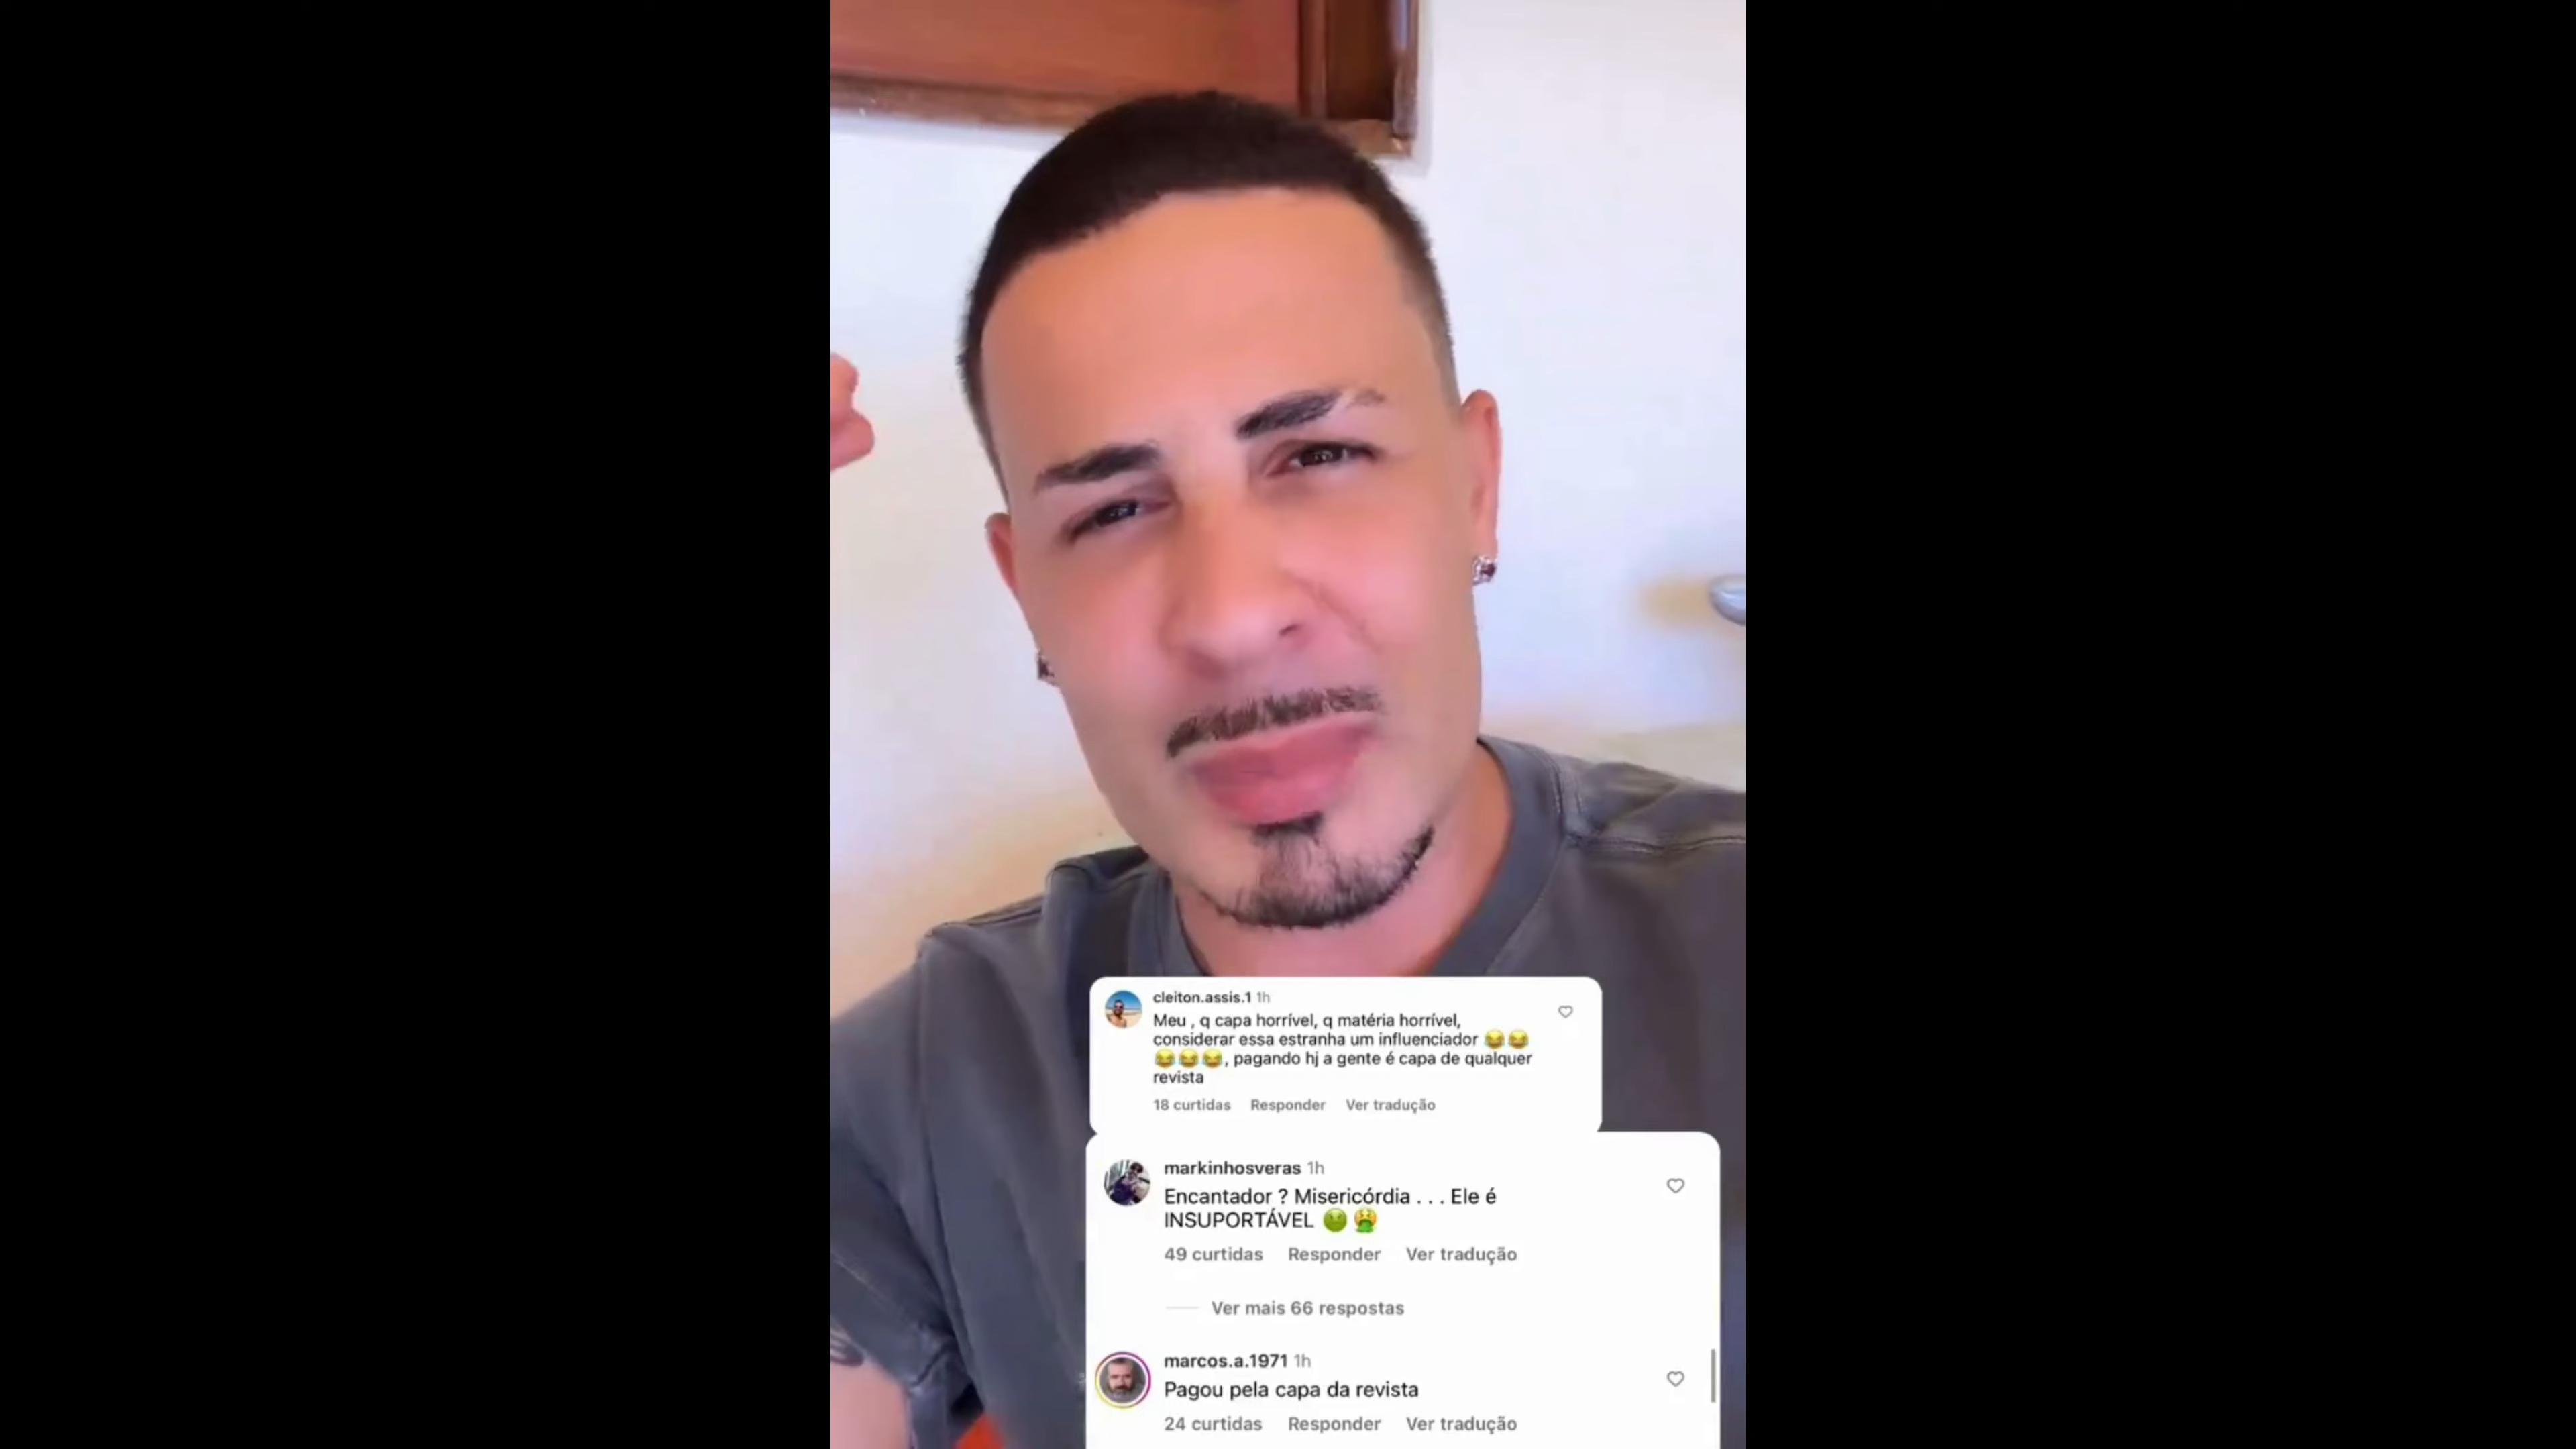 cleiton.assis.1 1h
Meu , q capa horrível, q matéria horrível,
considerar essa estranha um influenciador 😂😂
😂😂😂, pagando hj a gente é capa de qualquer
revista
18 curtidas Responder Ver tradução
markinhosveras 1h
Encantador ? Misericórdia . . . Ele é
INSUPORTÁVEL 🤢🤮
49 curtidas Responder Ver tradução
Ver mais 66 respostas
marcos.a.1971 1h
Pagou pela capa da revista
24 curtidas Responder Ver tradução